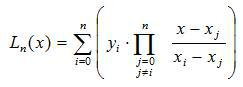 L_n(x) = \sum_{i=0}^{n} \left( y_i \cdot \prod_{\substack{j=0 \\ j \neq i}}^{n} \frac{x - x_j}{x_i - x_j} \right)